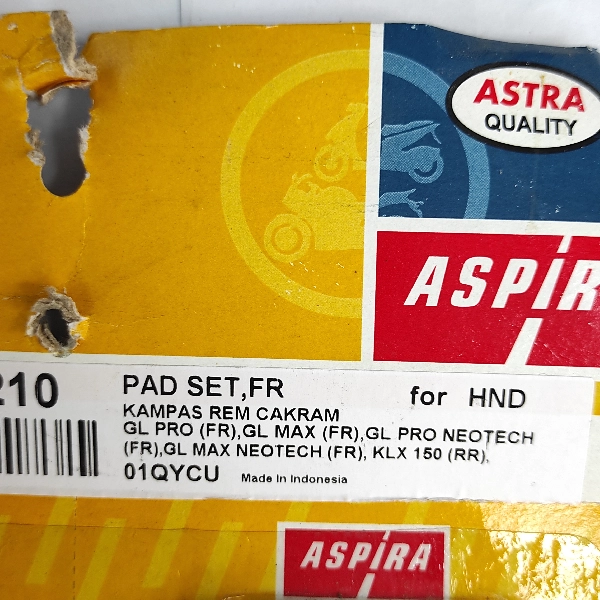 ASTRA
QUALITY
ASPIR
210 PAD SET,FR for HND
KAMPAS REM CAKRAM
GL PRO (FR),GL MAX (FR),GL PRO NEOTECH
(FR),GL MAX NEOTECH (FR), KLX 150 (RR),
01QYCU Made In Indonesia
ASPIRA